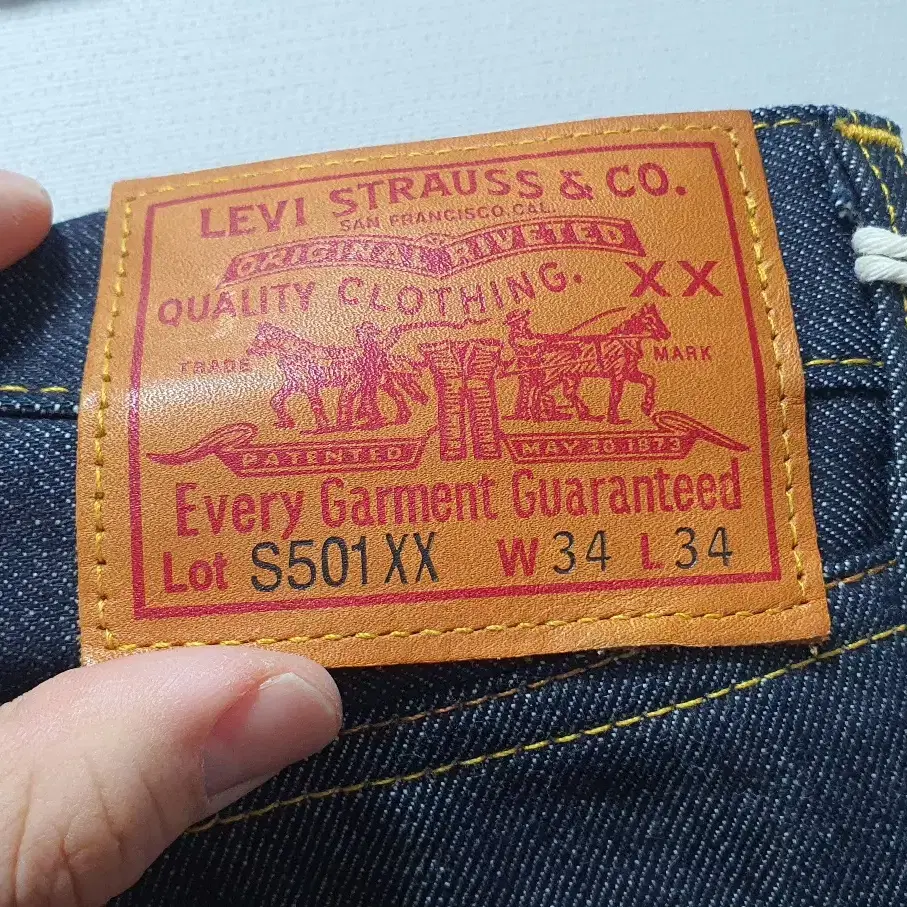 LEVI STRAUSS & CO.
SAN FRANCISCO, CAL.
ORIGINAL RIVETED
QUALITY CLOTHING. XX
TRADE MARK
PATENTED MAY 20 1873
Every Garment Guaranteed
Lot S501XX W34 L34